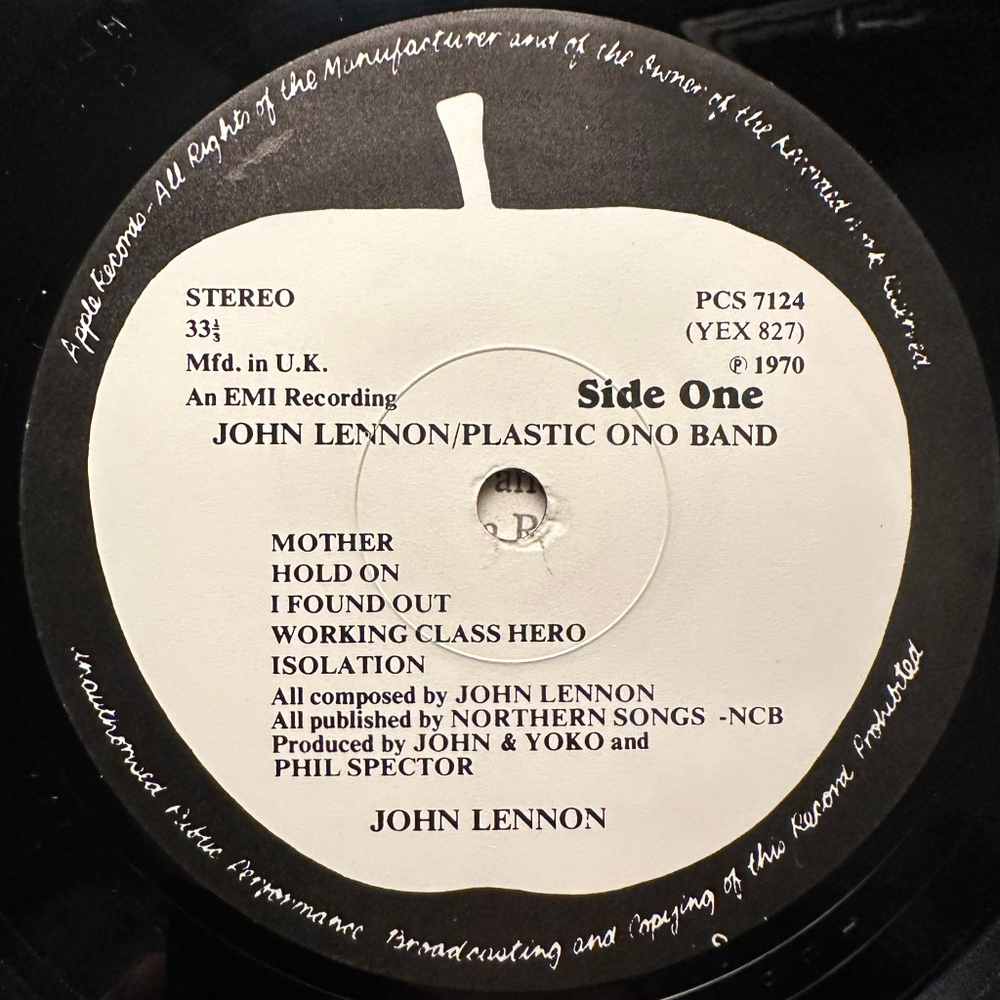 Apple Records - All Rights of the Manufacturer and of the Owner of the Recorded Work Reserved
STEREO
PCS 7124
33⅓
(YEX 827)
Mfd. in U.K.
℗ 1970
An EMI Recording
Side One
JOHN LENNON/PLASTIC ONO BAND
MOTHER
HOLD ON
I FOUND OUT
WORKING CLASS HERO
ISOLATION
All composed by JOHN LENNON
All published by NORTHERN SONGS -NCB
Produced by JOHN & YOKO and
PHIL SPECTOR
JOHN LENNON
Unauthorised Public Performance Broadcasting and Copying of this Record Prohibited